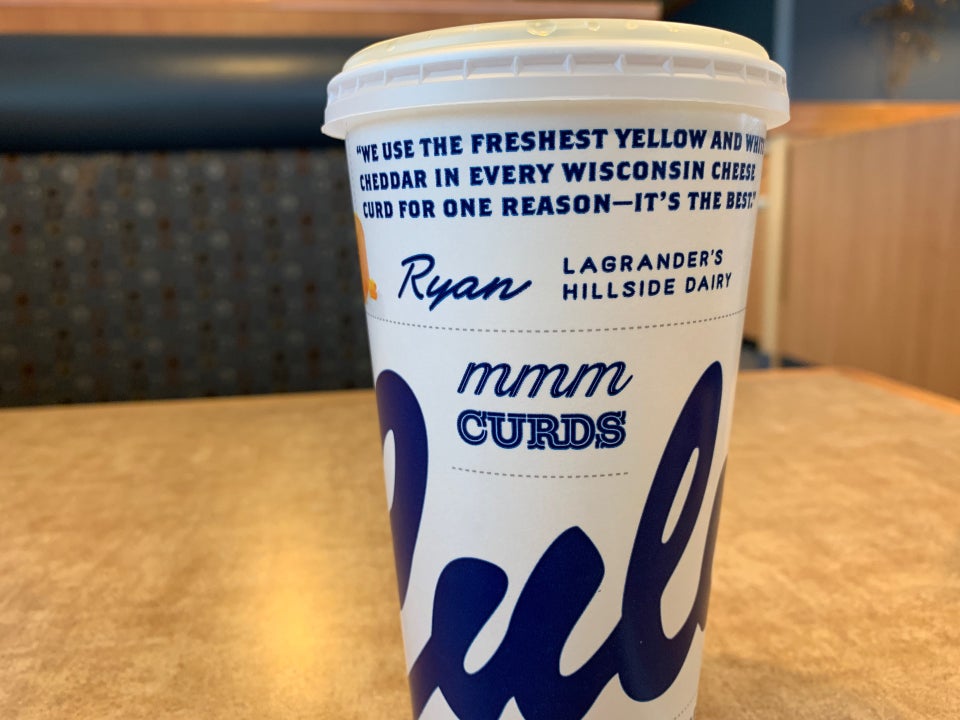 “WE USE THE FRESHEST YELLOW AND WHIT
CHEDDAR IN EVERY WISCONSIN CHEESE
CURD FOR ONE REASON—IT’S THE BEST.”
Ryan
LAGRANDER’S
HILLSIDE DAIRY
mmm
CURDS